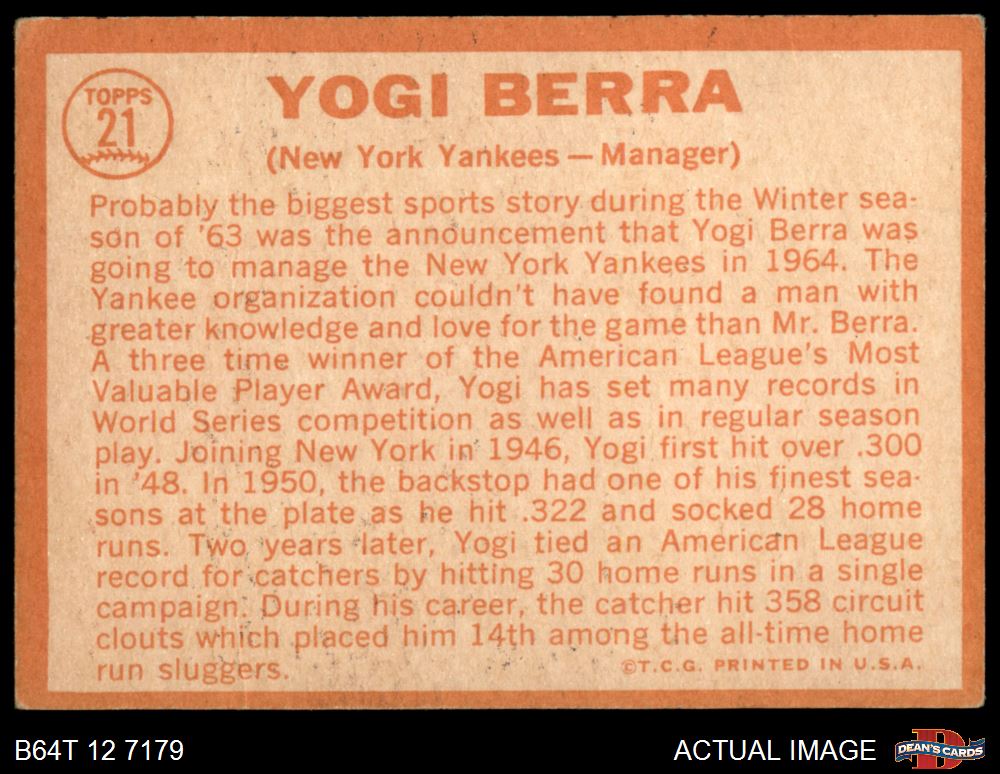 TOPPS
21
YOGI BERRA
(New York Yankees — Manager)
Probably the biggest sports story during the Winter sea-
son of '63 was the announcement that Yogi Berra was
going to manage the New York Yankees in 1964. The
Yankee organization couldn't have found a man with
greater knowledge and love for the game than Mr. Berra.
A three time winner of the American League's Most
Valuable Player Award, Yogi has set many records in
World Series competition as well as in regular season
play. Joining New York in 1946, Yogi first hit over .300
in '48. In 1950, the backstop had one of his finest sea-
sons at the plate as he hit .322 and socked 28 home
runs. Two years later, Yogi tied an American League
record for catchers by hitting 30 home runs in a single
campaign. During his career, the catcher hit 358 circuit
clouts which placed him 14th among the all-time home
run sluggers.
©T.C.G. PRINTED IN U.S.A.
B64T 12 7179
ACTUAL IMAGE
D
DEAN'S CARDS